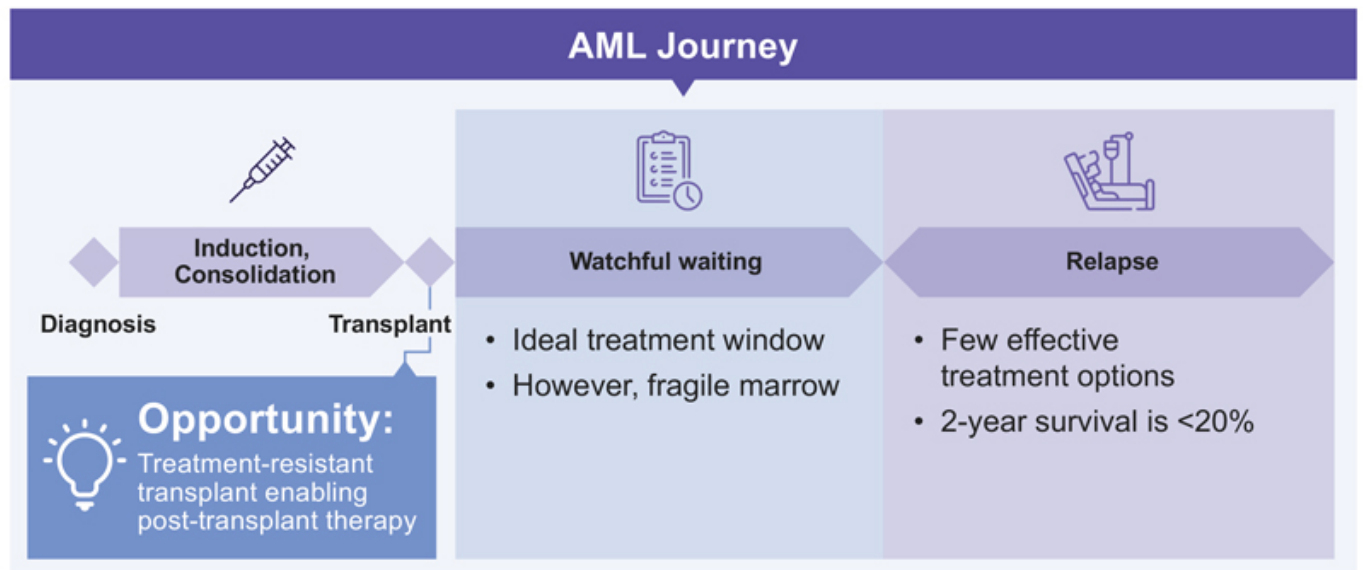 AML Journey
Induction,
Consolidation
Diagnosis
Transplant
Opportunity:
Treatment-resistant
transplant enabling
post-transplant therapy
Watchful waiting
• Ideal treatment window
• However, fragile marrow
Relapse
• Few effective
treatment options
• 2-year survival is <20%